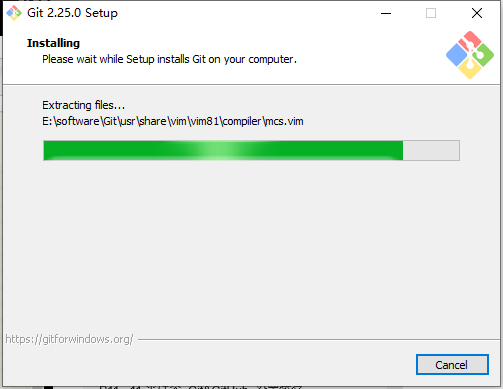 Git 2.25.0 Setup
Installing
Please wait while Setup installs Git on your computer.
Extracting files...
E:\software\Git\usr\share\vim\vim81\compiler\mcs.vim
https://gitforwindows.org/
Cancel